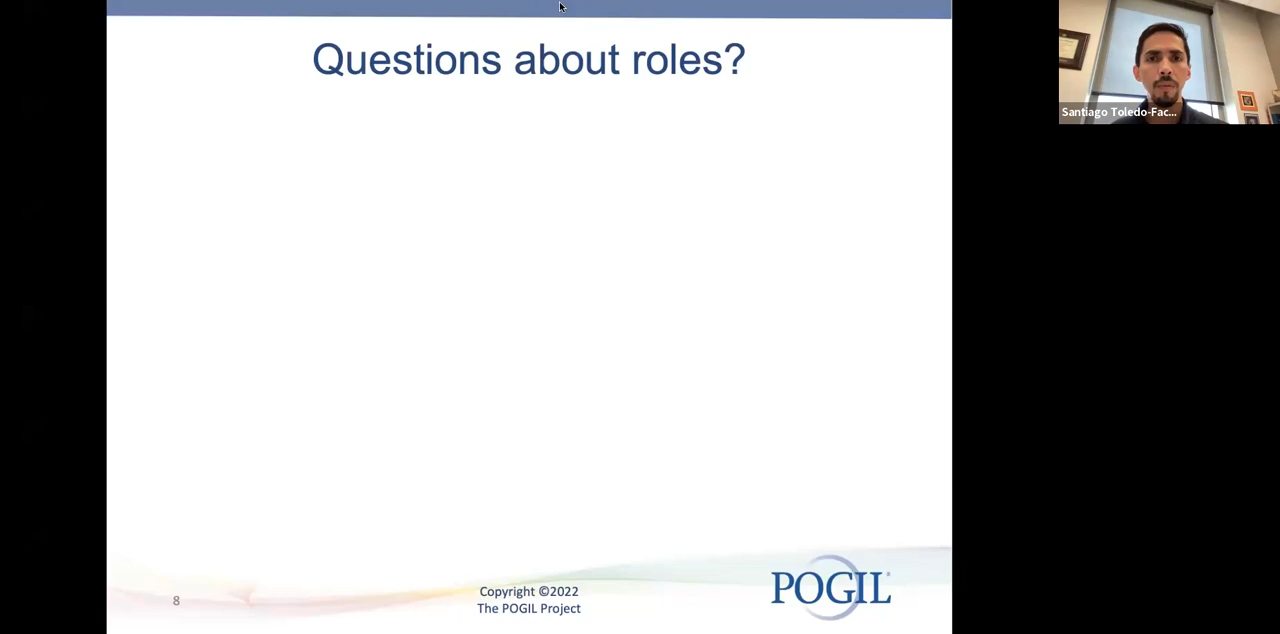 Questions about roles?
Santiago Toledo-Fac...
8
Copyright ©2022
The POGIL Project
POGIL®